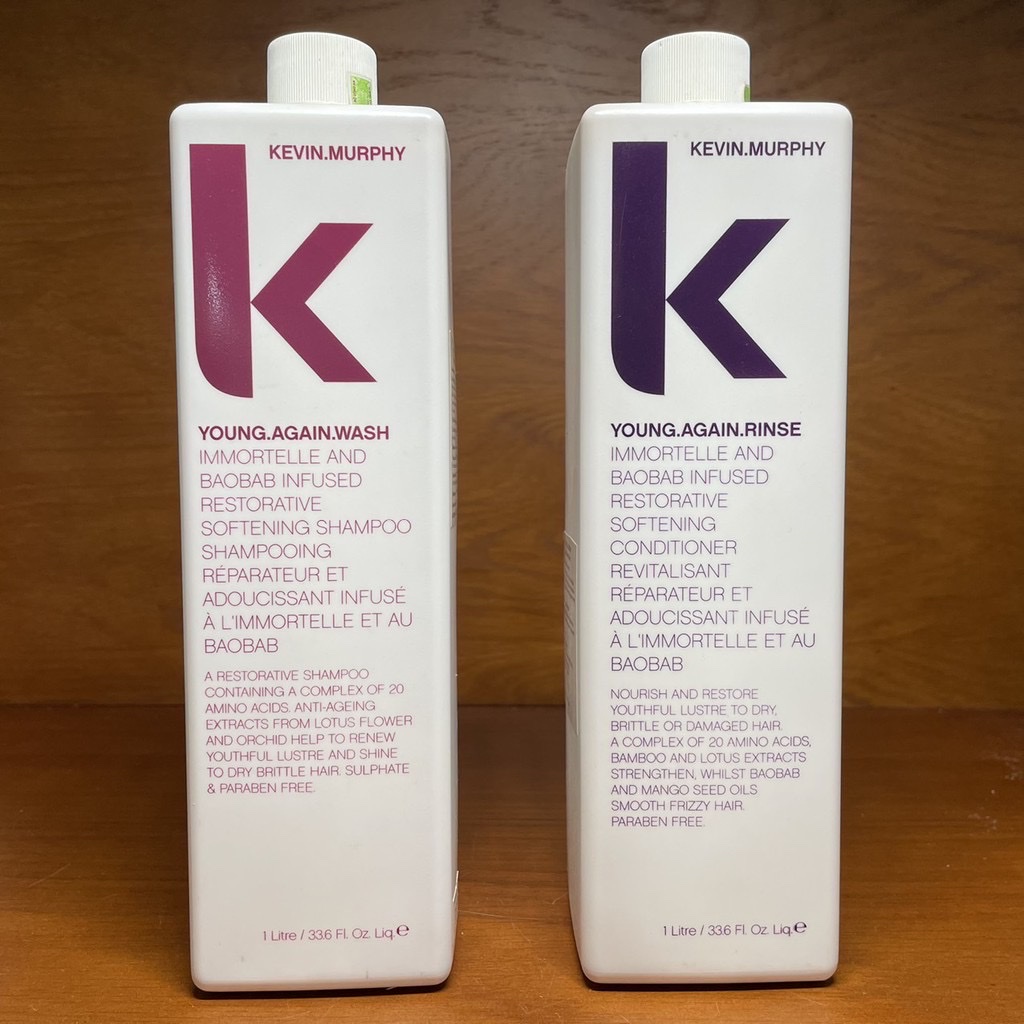 k
KEVIN.MURPHY
YOUNG.AGAIN.WASH
IMMORTELLE AND
BAOBAB INFUSED
RESTORATIVE
SOFTENING SHAMPOO
SHAMPOOING
RÉPARATEUR ET
ADOUCISSANT INFUSÉ
À L'IMMORTELLE ET AU
BAOBAB
A RESTORATIVE SHAMPOO
CONTAINING A COMPLEX OF 20
AMINO ACIDS. ANTI-AGEING
EXTRACTS FROM LOTUS FLOWER
AND ORCHID HELP TO RENEW
YOUTHFUL LUSTRE AND SHINE
TO DRY BRITTLE HAIR. SULPHATE
& PARABEN FREE.
1 Litre / 33.6 Fl. Oz. Liq.℮
k
KEVIN.MURPHY
YOUNG.AGAIN.RINSE
IMMORTELLE AND
BAOBAB INFUSED
RESTORATIVE
SOFTENING
CONDITIONER
REVITALISANT
RÉPARATEUR ET
ADOUCISSANT INFUSÉ
À L'IMMORTELLE ET AU
BAOBAB
NOURISH AND RESTORE
YOUTHFUL LUSTRE TO DRY,
BRITTLE OR DAMAGED HAIR.
A COMPLEX OF 20 AMINO ACIDS,
BAMBOO AND LOTUS EXTRACTS
STRENGTHEN, WHILST BAOBAB
AND MANGO SEED OILS
SMOOTH FRIZZY HAIR.
PARABEN FREE.
1 Litre / 33.6 Fl. Oz. Liq.℮